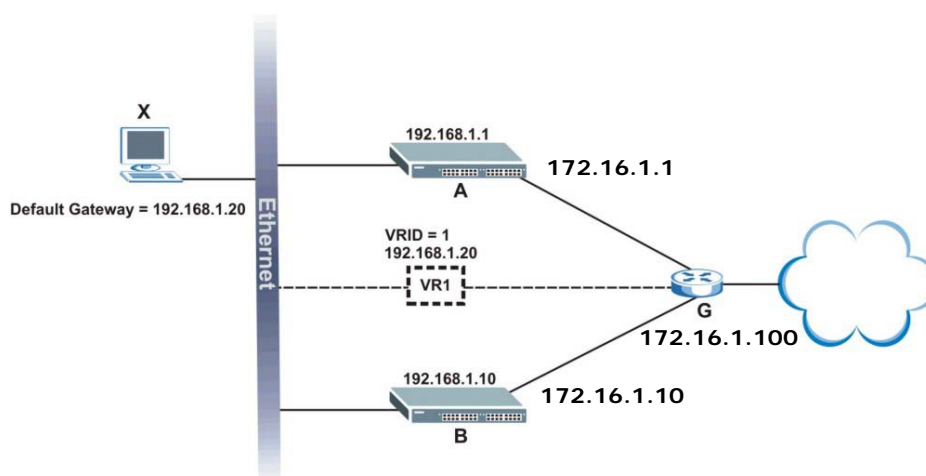 X
Default Gateway = 192.168.1.20
Ethernet
192.168.1.1
A
172.16.1.1
VRID = 1
192.168.1.20
VR1
G
172.16.1.100
192.168.1.10
B
172.16.1.10